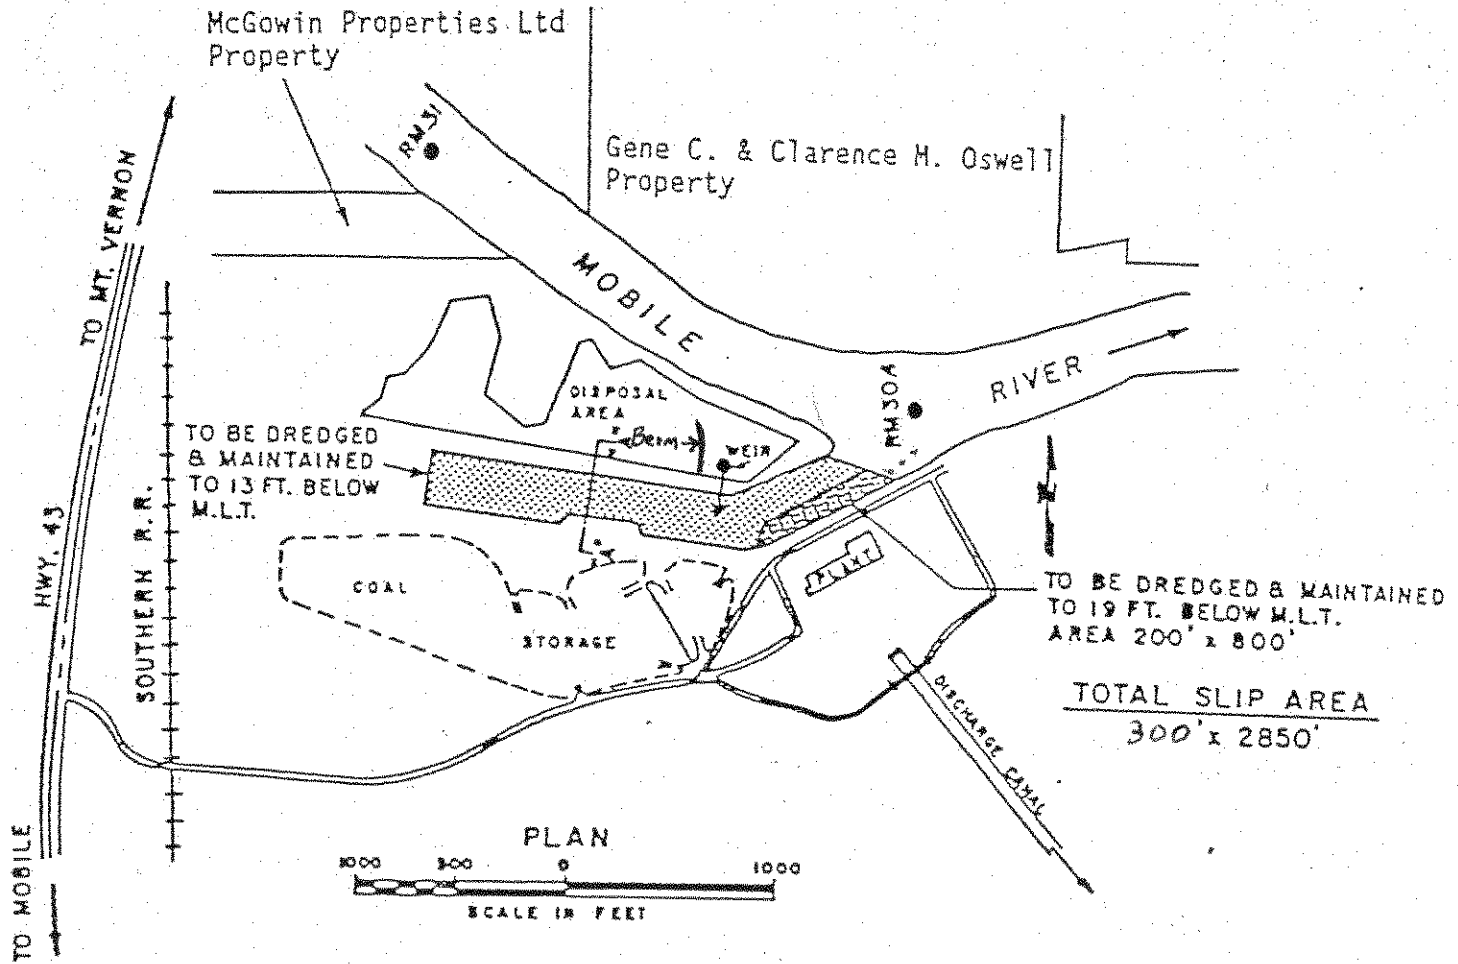 McGowin Properties Ltd
Property
RM31
Gene C. & Clarence M. Oswell
Property
TO MT. VERNON
MOBILE
RIVER
RM30A
DISPOSAL
AREA
Berm
WEIR
TO BE DREDGED
& MAINTAINED
TO 13 FT. BELOW
M.L.T.
HWY. 43
SOUTHERN R.R.
COAL
STORAGE
PLANT
N
TO BE DREDGED & MAINTAINED
TO 19 FT. BELOW M.L.T.
AREA 200' x 800'
TOTAL SLIP AREA
300' x 2850'
DISCHARGE CANAL
TO MOBILE
PLAN
1000 500 0 1000
SCALE IN FEET